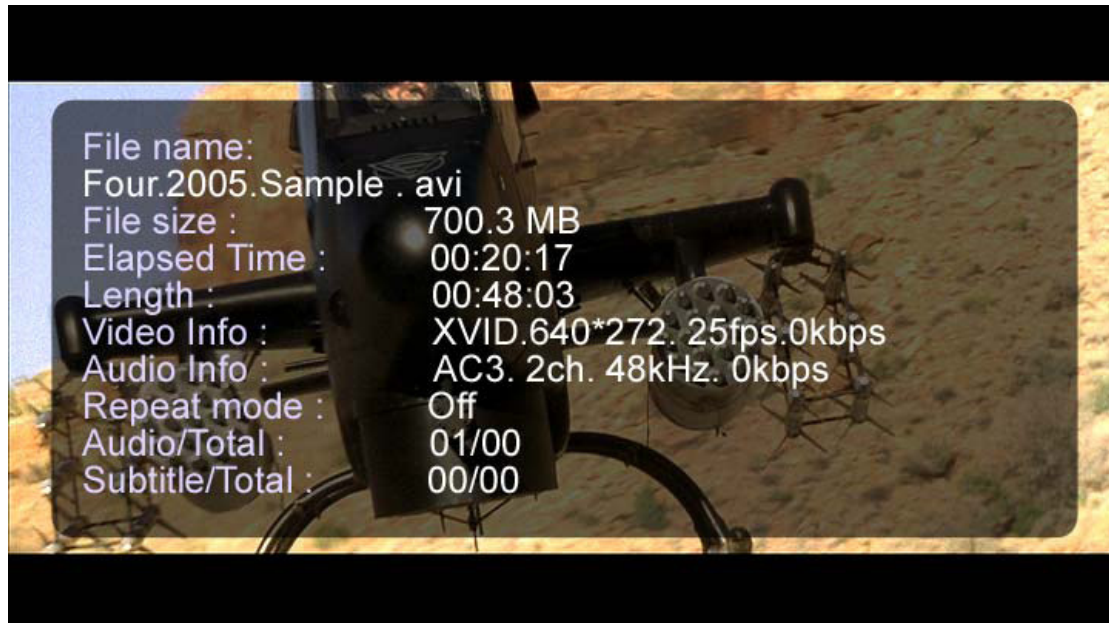 File name:
Four.2005.Sample . avi
File size : 700.3 MB
Elapsed Time : 00:20:17
Length : 00:48:03
Video Info : XVID.640*272. 25fps.0kbps
Audio Info : AC3. 2ch. 48kHz. 0kbps
Repeat mode : Off
Audio/Total : 01/00
Subtitle/Total : 00/00